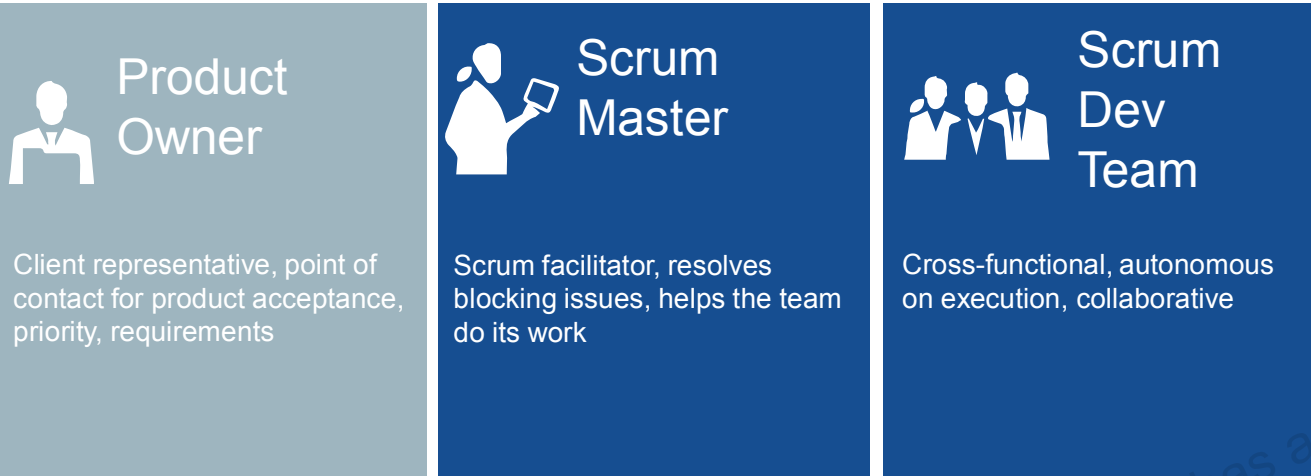 Product
Owner
Client representative, point of
contact for product acceptance,
priority, requirements
Scrum
Master
Scrum facilitator, resolves
blocking issues, helps the team
do its work
Scrum
Dev
Team
Cross-functional, autonomous
on execution, collaborative